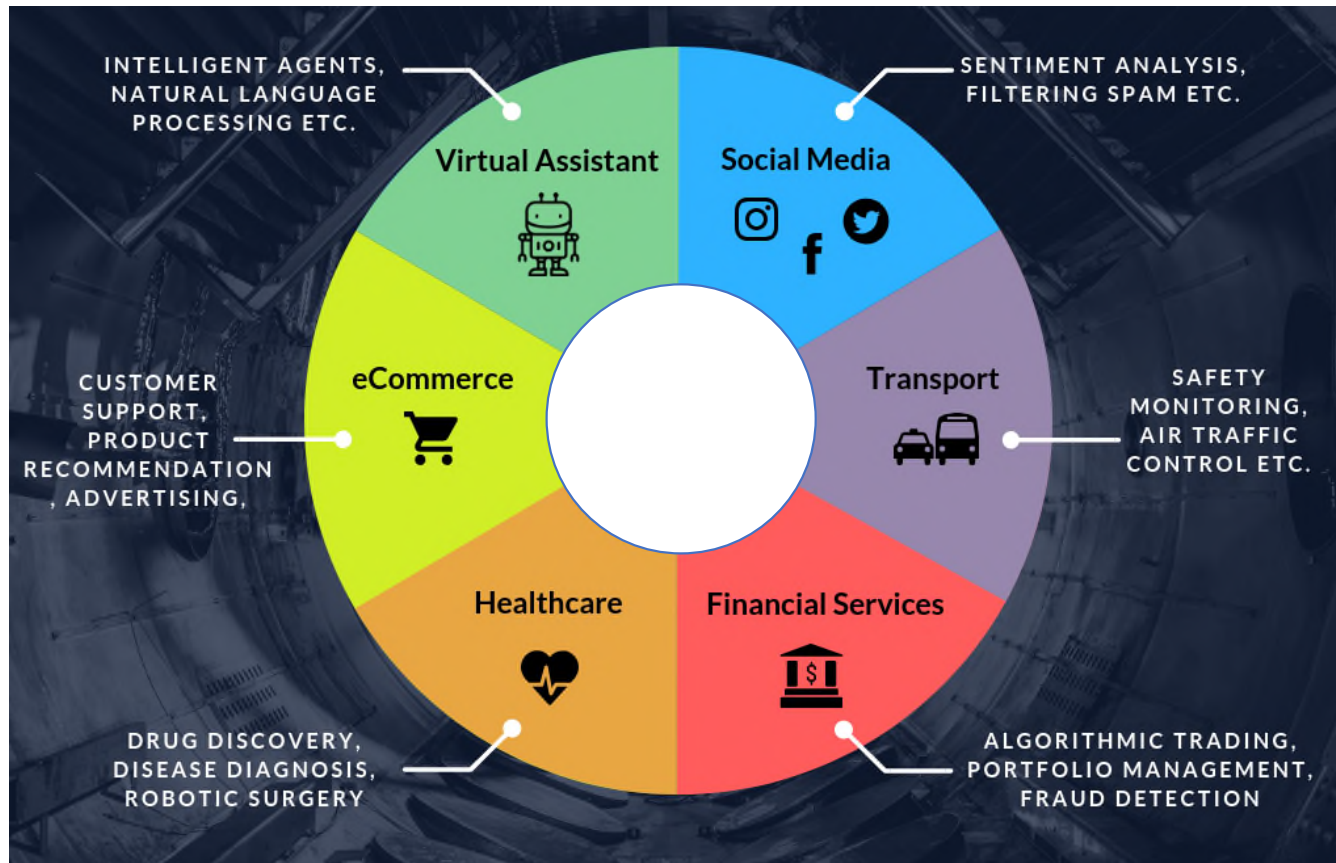 INTELLIGENT AGENTS,
NATURAL LANGUAGE
PROCESSING ETC.
SENTIMENT ANALYSIS,
FILTERING SPAM ETC.
Virtual Assistant
Social Media
f
eCommerce
Transport
CUSTOMER
SUPPORT,
PRODUCT
RECOMMENDATION
, ADVERTISING,
SAFETY
MONITORING,
AIR TRAFFIC
CONTROL ETC.
Healthcare
Financial Services
$
DRUG DISCOVERY,
DISEASE DIAGNOSIS,
ROBOTIC SURGERY
ALGORITHMIC TRADING,
PORTFOLIO MANAGEMENT,
FRAUD DETECTION